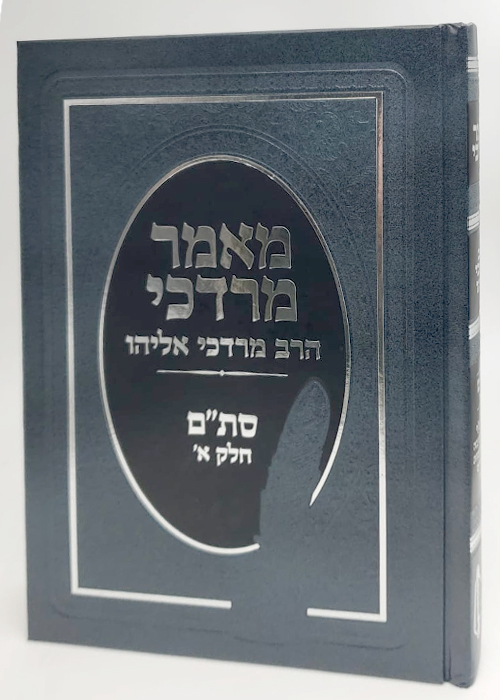 מאמר
מרדכי
הרב מרדכי אליהו
סת"ם
חלק א'